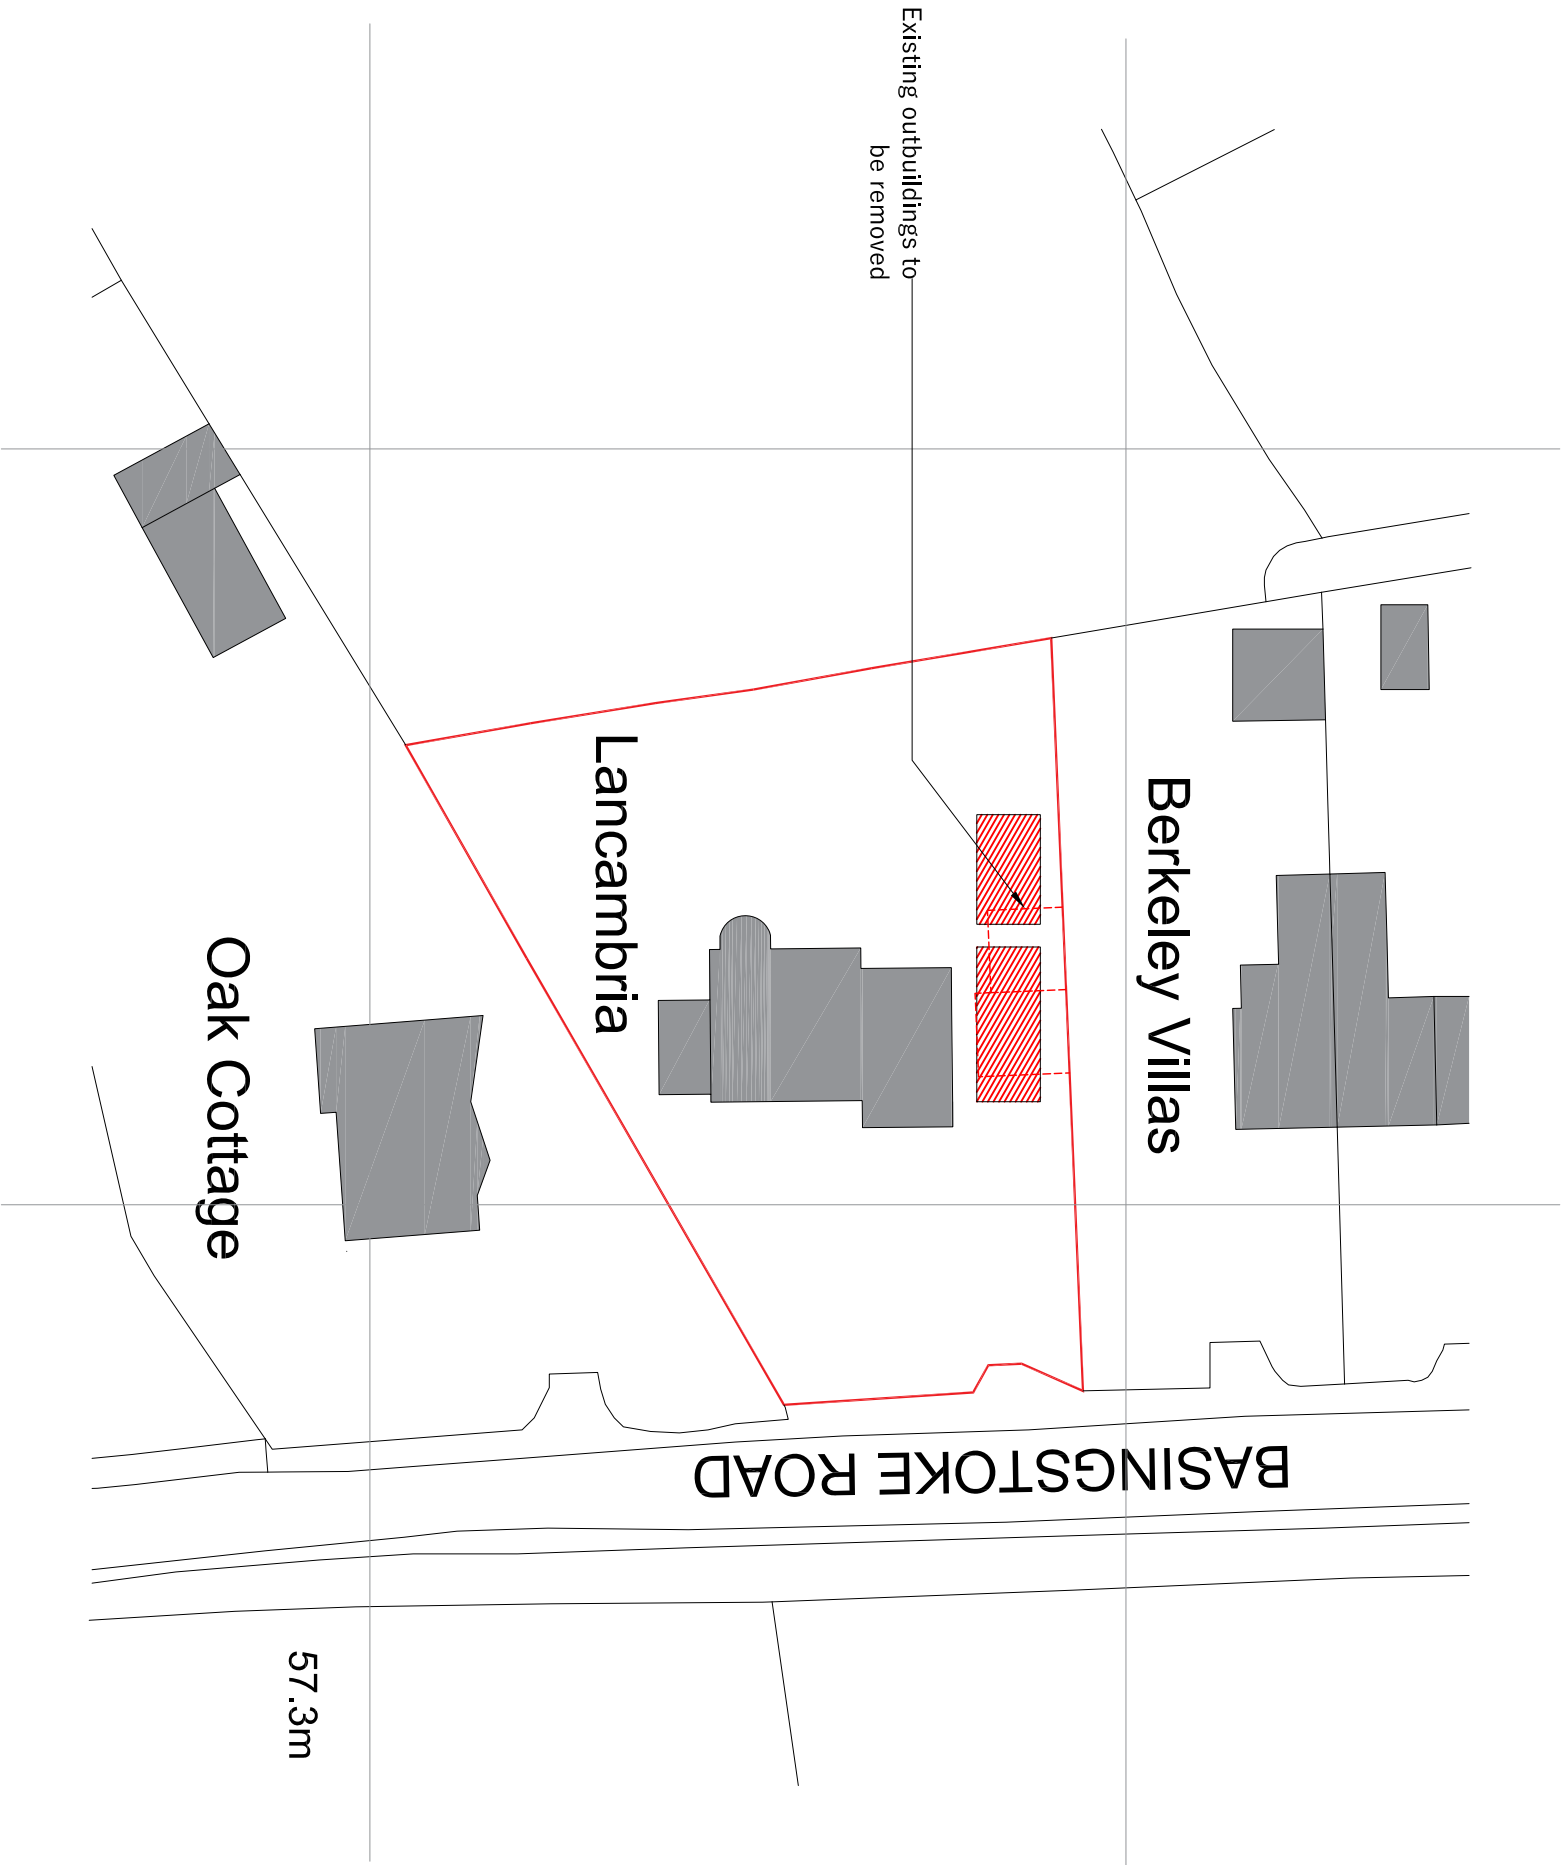 Existing outbuildings to
be removed
Berkeley Villas
Lancambria
Oak Cottage
BASINGSTOKE ROAD
57.3m